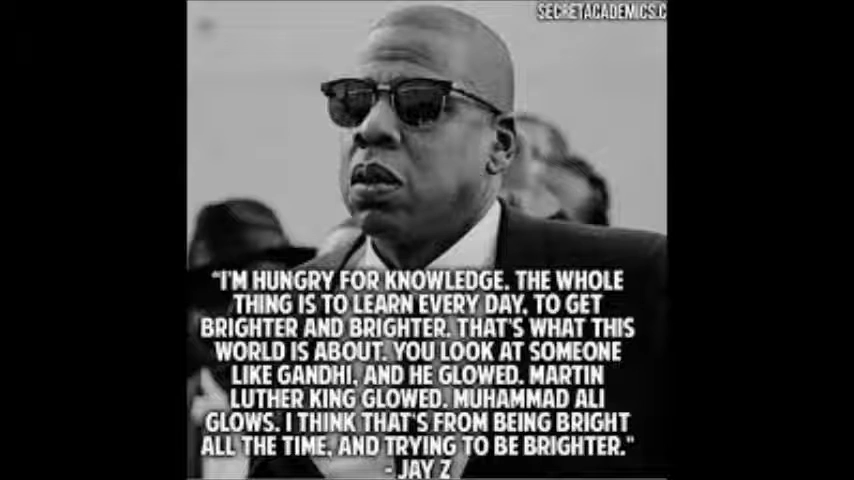 SECRETACADEMICS.C
"I'M HUNGRY FOR KNOWLEDGE. THE WHOLE
THING IS TO LEARN EVERY DAY, TO GET
BRIGHTER AND BRIGHTER. THAT'S WHAT THIS
WORLD IS ABOUT. YOU LOOK AT SOMEONE
LIKE GANDHI, AND HE GLOWED. MARTIN
LUTHER KING GLOWED. MUHAMMAD ALI
GLOWS. I THINK THAT'S FROM BEING BRIGHT
ALL THE TIME, AND TRYING TO BE BRIGHTER."
- JAY Z